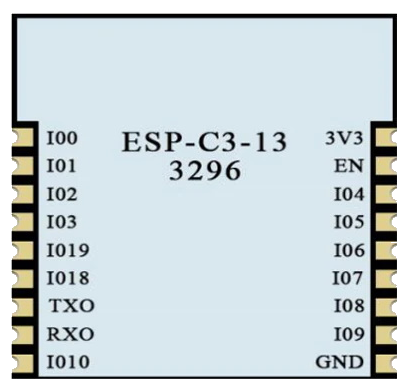 ESP-C3-13
3296
I00
I01
I02
I03
I019
I018
TXO
RXO
I010
3V3
EN
I04
I05
I06
I07
I08
I09
GND